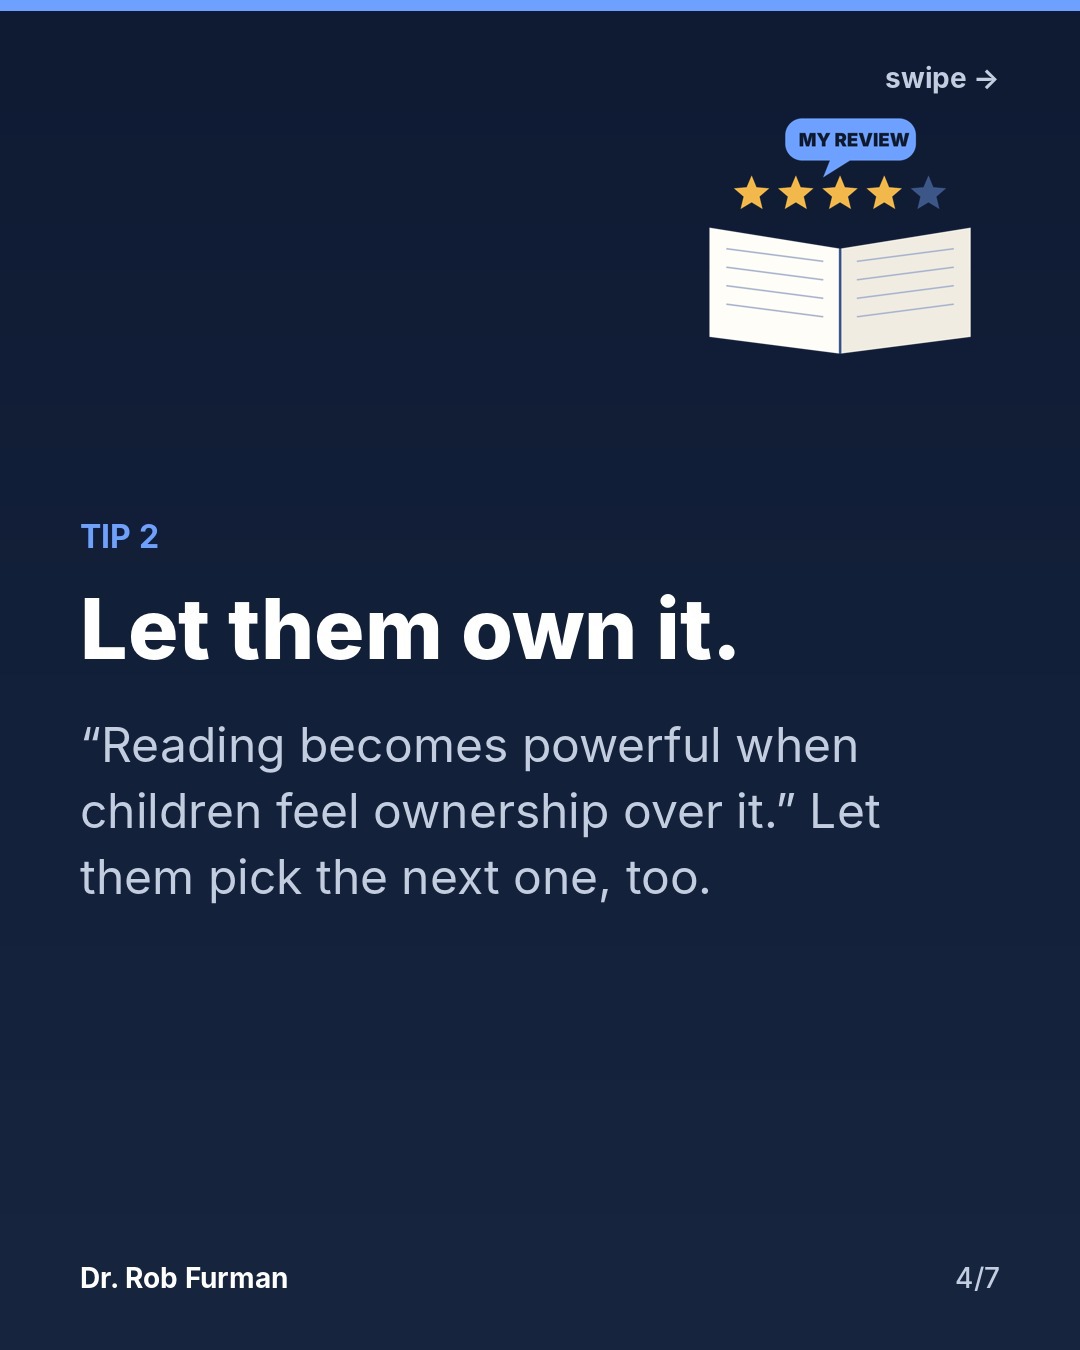 swipe →
MY REVIEW
TIP 2
Let them own it.
“Reading becomes powerful when
children feel ownership over it.” Let
them pick the next one, too.
Dr. Rob Furman
4/7